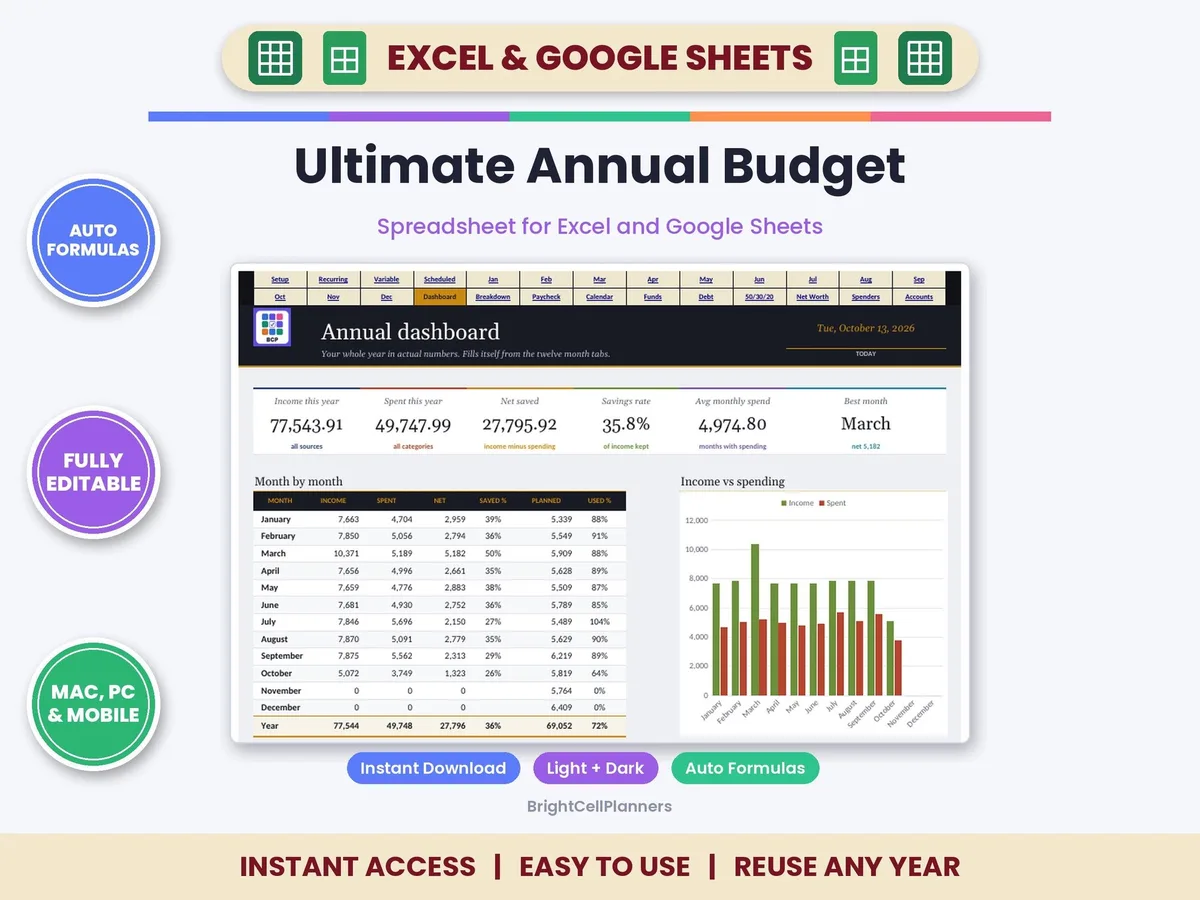 EXCEL & GOOGLE SHEETS
Ultimate Annual Budget
Spreadsheet for Excel and Google Sheets
AUTO
FORMULAS
FULLY
EDITABLE
MAC, PC
& MOBILE
Setup Recurring Variable Scheduled Jan Feb Mar Apr May Jun Jul Aug Sep
Oct Nov Dec Dashboard Breakdown Paycheck Calendar Funds Debt 50/30/20 Net Worth Spenders Accounts
BCP
Annual dashboard
Your whole year in actual numbers. Fills itself from the twelve month tabs.
Tue, October 13, 2026
TODAY
Income this year Spent this year Net saved Savings rate Avg monthly spend Best month
77,543.91 49,747.99 27,795.92 35.8% 4,974.80 March
all sources all categories income minus spending of income kept months with spending net 5,182
Month by month
MONTH INCOME SPENT NET SAVED % PLANNED USED %
January 7,663 4,704 2,959 39% 5,339 88%
February 7,850 5,056 2,794 36% 5,549 91%
March 10,371 5,189 5,182 50% 5,909 88%
April 7,656 4,996 2,661 35% 5,628 89%
May 7,659 4,776 2,883 38% 5,509 87%
June 7,681 4,930 2,752 36% 5,789 85%
July 7,846 5,696 2,150 27% 5,489 104%
August 7,870 5,091 2,779 35% 5,629 90%
September 7,875 5,562 2,313 29% 6,219 89%
October 5,072 3,749 1,323 26% 5,819 64%
November 0 0 0 5,764 0%
December 0 0 0 6,409 0%
Year 77,544 49,748 27,796 36% 69,052 72%
Income vs spending
Income Spent
12,000
10,000
8,000
6,000
4,000
2,000
0
January February March April May June July August September October November December
Instant Download
Light + Dark
Auto Formulas
BrightCellPlanners
INSTANT ACCESS | EASY TO USE | REUSE ANY YEAR